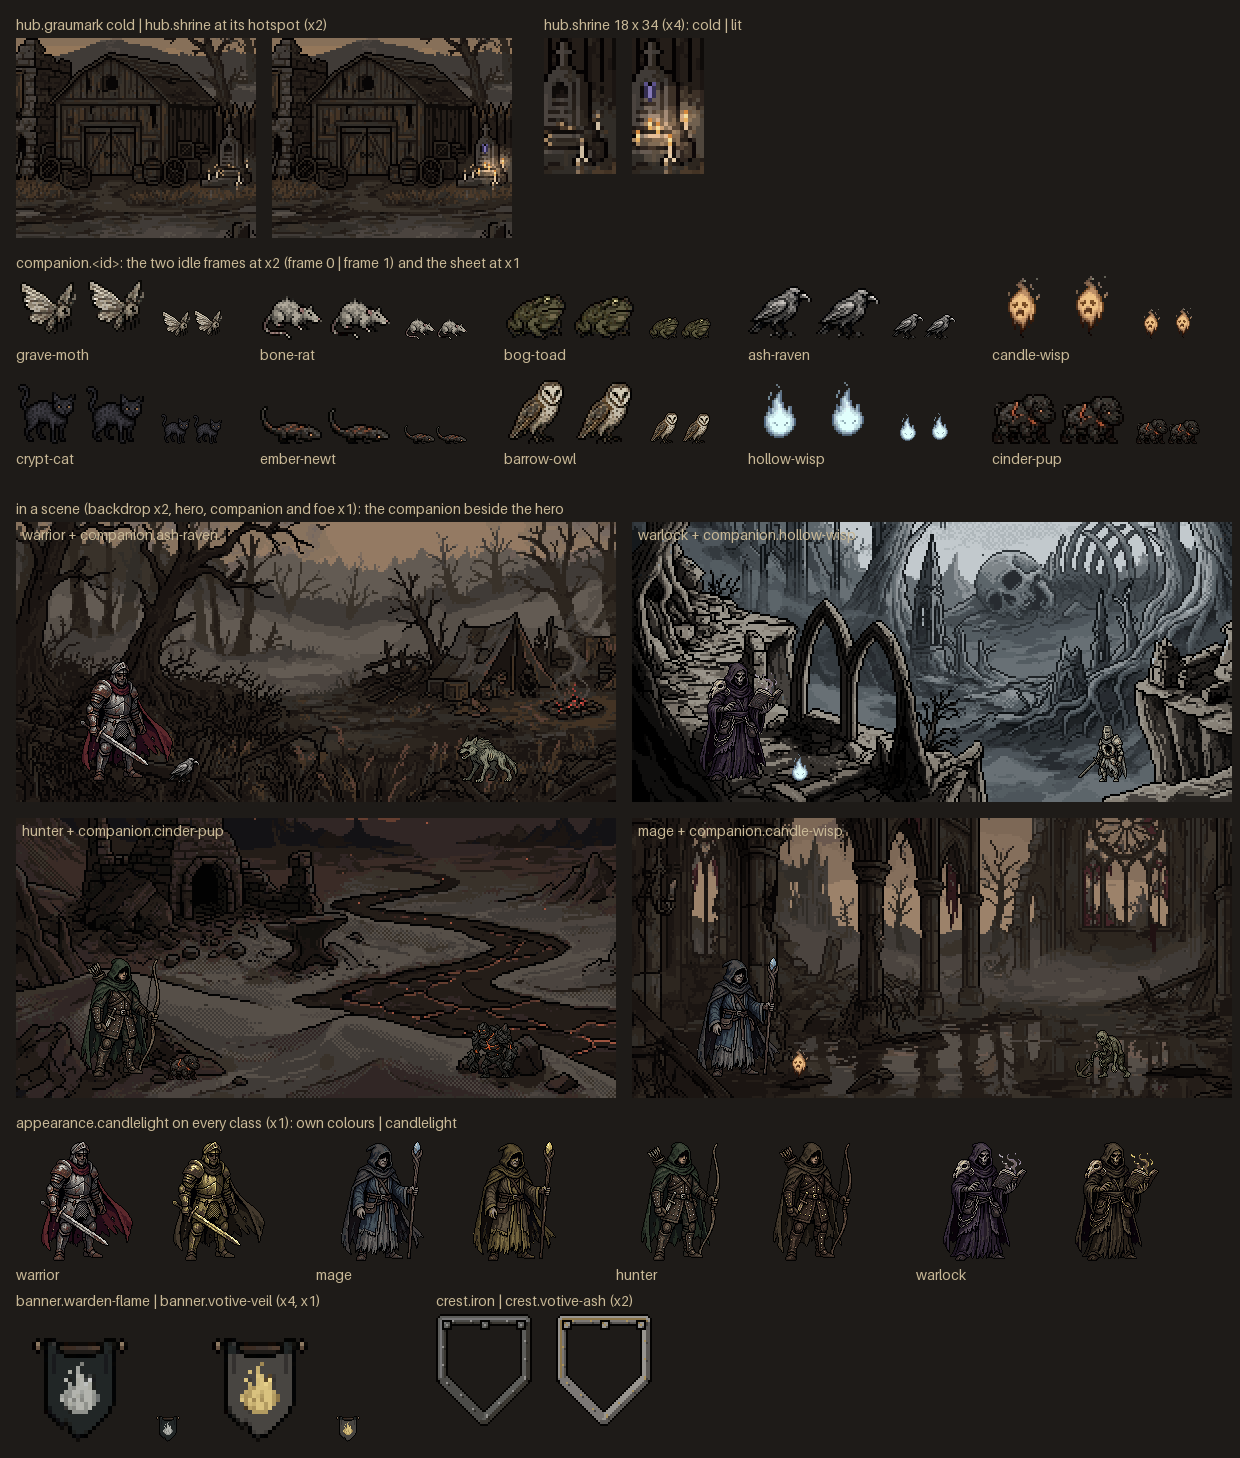 hub.graumark cold | hub.shrine at its hotspot (x2)
hub.shrine 18 x 34 (x4): cold | lit
companion.<id>: the two idle frames at x2 (frame 0 | frame 1) and the sheet at x1
grave-moth
bone-rat
bog-toad
ash-raven
candle-wisp
crypt-cat
ember-newt
barrow-owl
hollow-wisp
cinder-pup
in a scene (backdrop x2, hero, companion and foe x1): the companion beside the hero
warrior + companion.ash-raven
warlock + companion.hollow-wisp
hunter + companion.cinder-pup
mage + companion.candle-wisp
appearance.candlelight on every class (x1): own colours | candlelight
warrior
mage
hunter
warlock
banner.warden-flame | banner.votive-veil (x4, x1)
crest.iron | crest.votive-ash (x2)